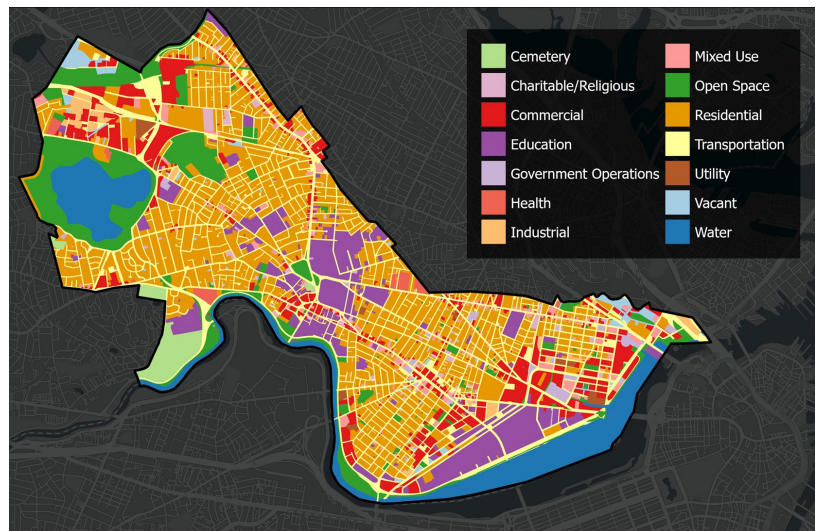 Cemetery
Charitable/Religious
Commercial
Education
Government Operations
Health
Industrial
Mixed Use
Open Space
Residential
Transportation
Utility
Vacant
Water